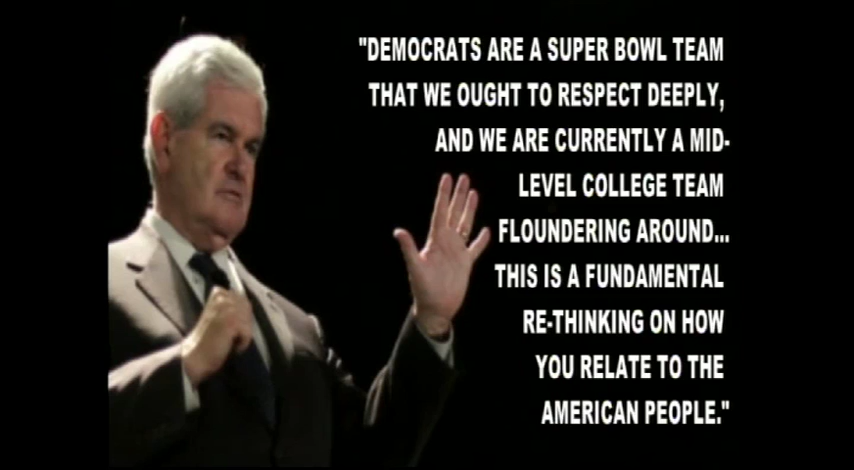 "DEMOCRATS ARE A SUPER BOWL TEAM
THAT WE OUGHT TO RESPECT DEEPLY,
AND WE ARE CURRENTLY A MID-
LEVEL COLLEGE TEAM
FLOUNDERING AROUND...
THIS IS A FUNDAMENTAL
RE-THINKING ON HOW
YOU RELATE TO THE
AMERICAN PEOPLE."